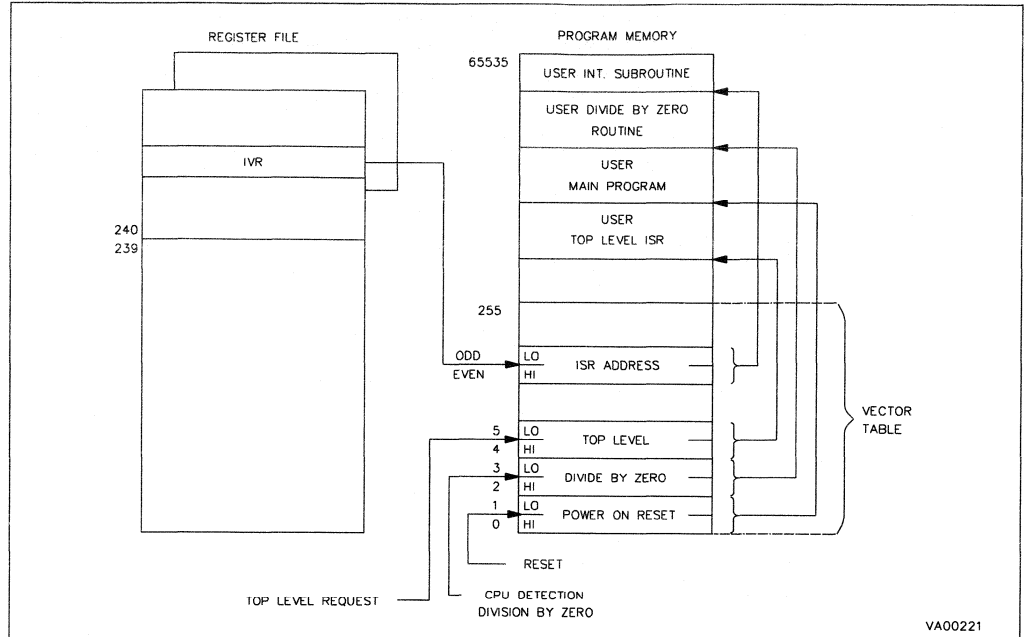 REGISTER FILE
IVR
240
239
PROGRAM MEMORY
65535
USER INT. SUBROUTINE
USER DIVIDE BY ZERO
ROUTINE
USER
MAIN PROGRAM
USER
TOP LEVEL ISR
255
ODD
EVEN
LO
HI
ISR ADDRESS
5
4
LO
HI
TOP LEVEL
3
2
LO
HI
DIVIDE BY ZERO
1
0
LO
HI
POWER ON RESET
VECTOR
TABLE
RESET
TOP LEVEL REQUEST
CPU DETECTION
DIVISION BY ZERO
VA00221